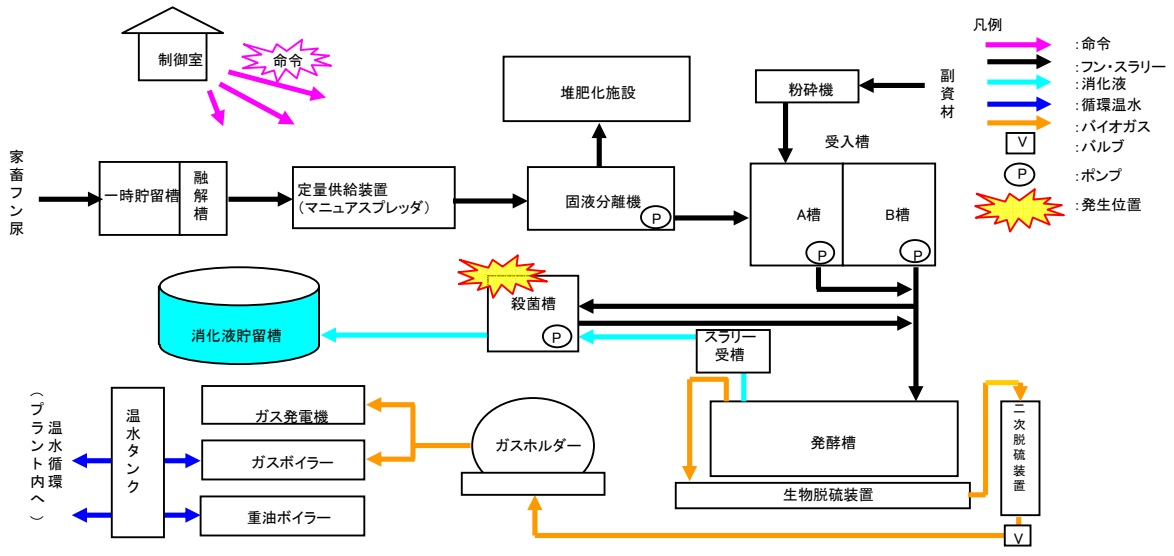 制御室
命令
凡例
:命令
:フン・スラリー
:消化液
:循環温水
:バイオガス
V
:バルブ
P
:ポンプ
:発生位置
堆肥化施設
粉砕機
副資材
受入槽
家畜フン尿
一時貯留槽
融解槽
定量供給装置
(マニュアスプレッダ)
固液分離機
P
A槽
P
B槽
P
殺菌槽
P
消化液貯留槽
スラリー
受槽
温水循環
(プラント内へ)
温水タンク
ガス発電機
ガスボイラー
重油ボイラー
ガスホルダー
発酵槽
生物脱硫装置
二次脱硫装置
V